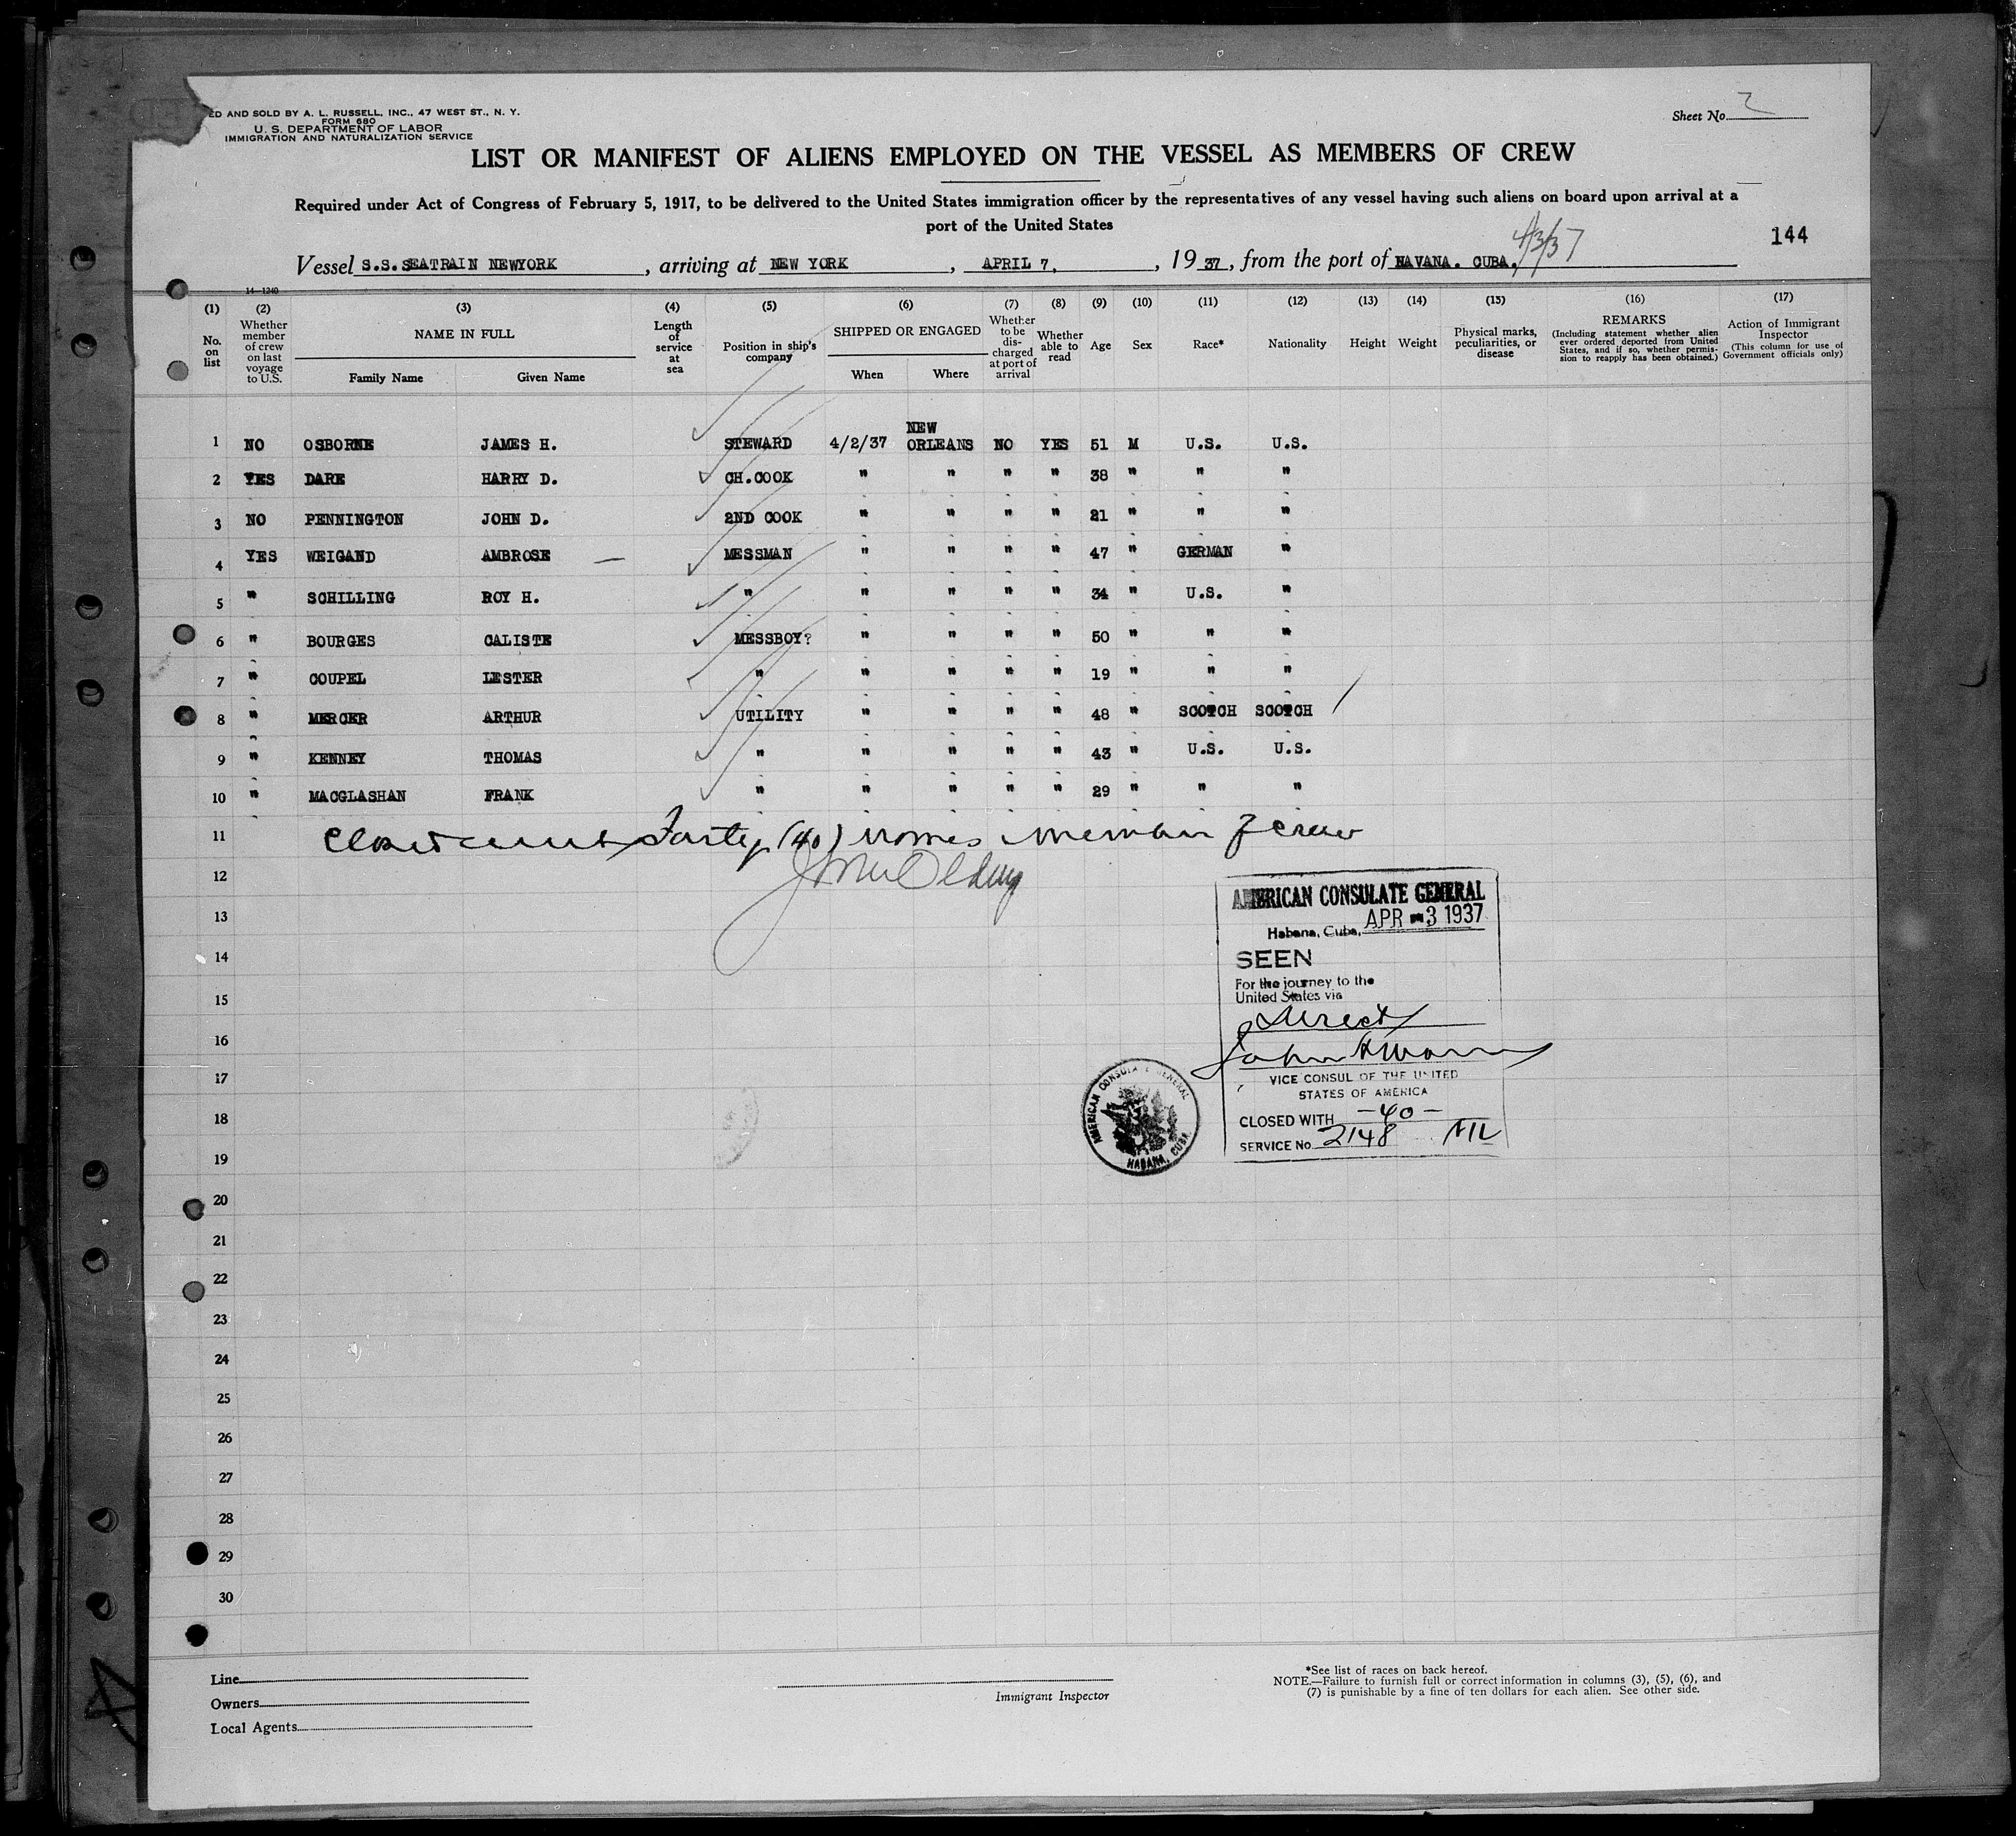 ED AND SOLD BY A. L. RUSSELL, INC., 47 WEST ST., N. Y.
FORM 680
U. S. DEPARTMENT OF LABOR
IMMIGRATION AND NATURALIZATION SERVICE
Sheet No. 2
LIST OR MANIFEST OF ALIENS EMPLOYED ON THE VESSEL AS MEMBERS OF CREW
Required under Act of Congress of February 5, 1917, to be delivered to the United States immigration officer by the representatives of any vessel having such aliens on board upon arrival at a
port of the United States
4/3/37
144
Vessel S.S.SEATRAIN NEWYORK, arriving at NEW YORK, APRIL 7, 1937, from the port of HAVANA. CUBA.
14-1240
(1) (2) (3) (4) (5) (6) (7) (8) (9) (10) (11) (12) (13) (14) (15) (16) (17)
No. on list
Whether member of crew on last voyage to U.S.
NAME IN FULL
Family Name Given Name
Length of service at sea
Position in ship's company
SHIPPED OR ENGAGED
When Where
Whether to be discharged at port of arrival
Whether able to read
Age
Sex
Race*
Nationality
Height
Weight
Physical marks, peculiarities, or disease
REMARKS
(Including statement whether alien ever ordered deported from United States, and if so, whether permission to reapply has been obtained.)
Action of Immigrant Inspector
(This column for use of Government officials only)
1 NO OSBORNE JAMES H. STEWARD 4/2/37 NEW ORLEANS NO YES 51 M U.S. U.S.
2 YES DARE HARRY D. CH.COOK " " " " 38 " " "
3 NO PENNINGTON JOHN D. 2ND COOK " " " " 21 " " "
4 YES WEIGAND AMBROSE — MESSMAN " " " " 47 " GERMAN "
5 " SCHILLING ROY H. " " " " " 34 " U.S. "
6 " BOURGES CALISTE MESSBOY? " " " " 50 " " "
7 " COUPEL LESTER " " " " " 19 " " "
8 " MERCER ARTHUR UTILITY " " " " 48 " SCOTCH SCOTCH
9 " KENNEY THOMAS " " " " " 43 " U.S. U.S.
10 " MACGLASHAN FRANK " " " " " 29 " " "
11 Forty (40) crew
12
13
14
15
16
17
18
19
20
21
22
23
24
25
26
27
28
29
30
AMERICAN CONSULATE GENERAL
Habana, Cuba, APR -3 1937
SEEN
For the journey to the
United States via
Direct
John
VICE CONSUL OF THE UNITED
STATES OF AMERICA
CLOSED WITH -40-
SERVICE No. 2148
AMERICAN CONSULATE GENERAL
HABANA, CUBA
Line
Owners
Local Agents
Immigrant Inspector
*See list of races on back hereof.
NOTE.—Failure to furnish full or correct information in columns (3), (5), (6), and
(7) is punishable by a fine of ten dollars for each alien. See other side.